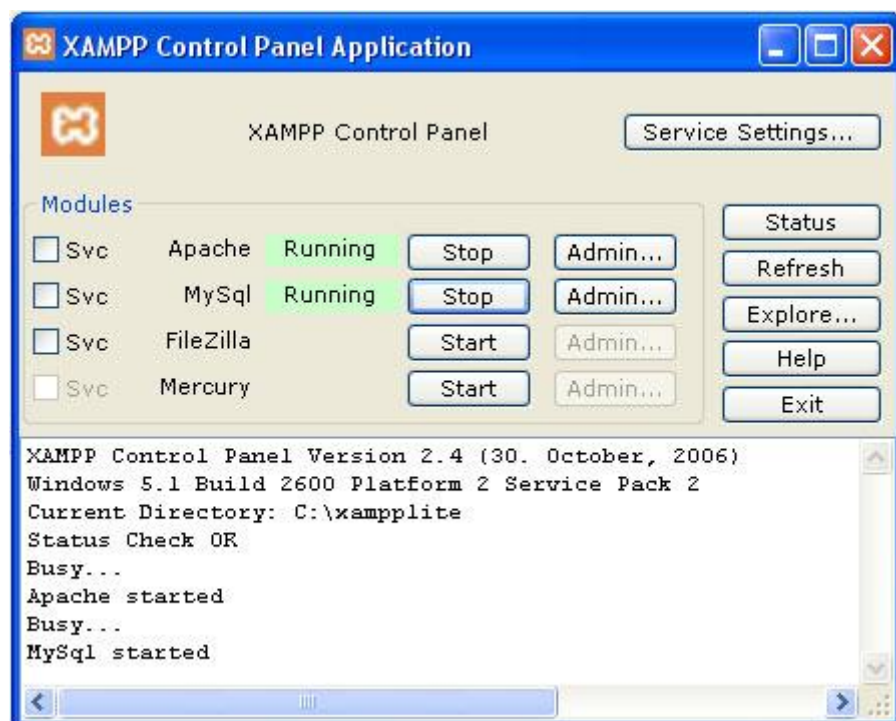 XAMPP Control Panel Application
XAMPP Control Panel Service Settings...
Modules
Svc Apache Running Stop Admin...
Svc MySql Running Stop Admin...
Svc FileZilla Start Admin...
Svc Mercury Start Admin...
Status
Refresh
Explore...
Help
Exit
XAMPP Control Panel Version 2.4 (30. October, 2006)
Windows 5.1 Build 2600 Platform 2 Service Pack 2
Current Directory: C:\xampplite
Status Check OR
Busy...
Apache started
Busy...
MySql started